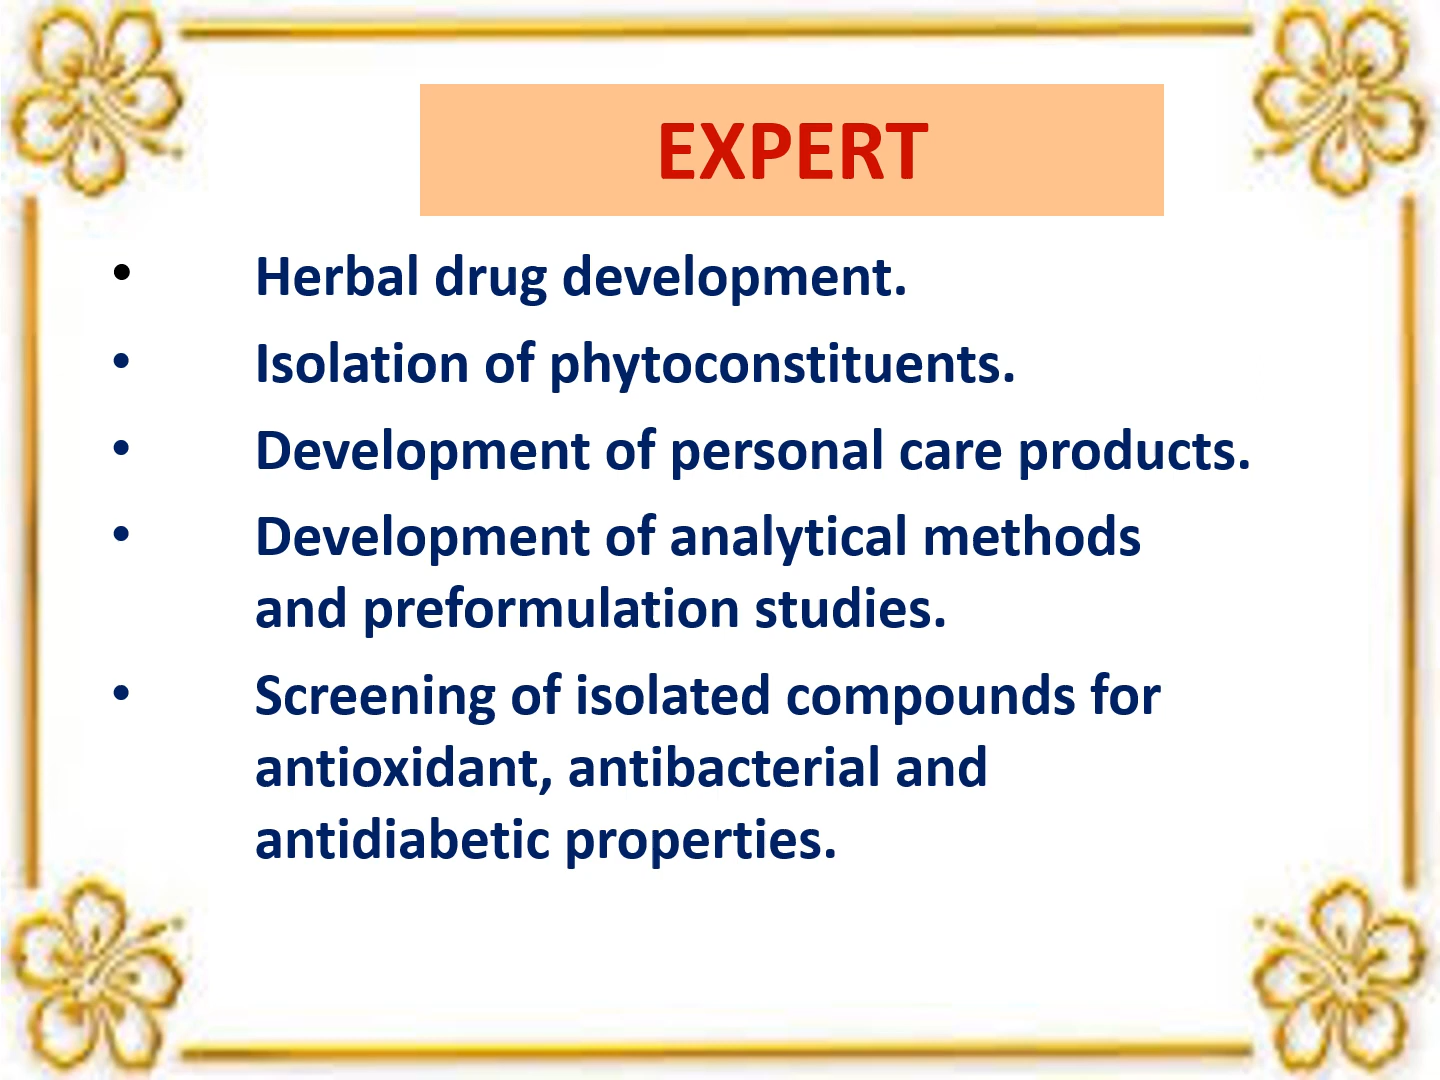 EXPERT
• Herbal drug development.
• Isolation of phytoconstituents.
• Development of personal care products.
• Development of analytical methods
and preformulation studies.
• Screening of isolated compounds for
antioxidant, antibacterial and
antidiabetic properties.